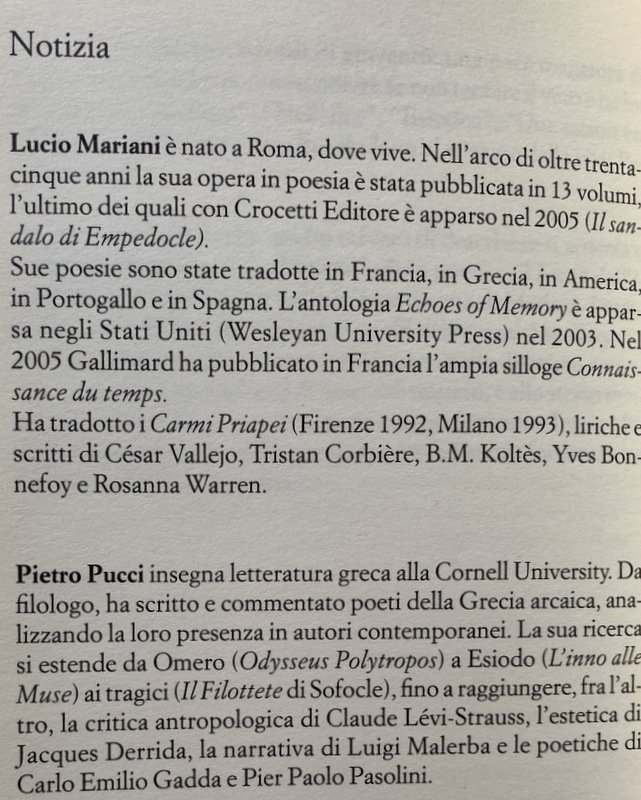 Notizia
Lucio Mariani è nato a Roma, dove vive. Nell'arco di oltre trenta-
cinque anni la sua opera in poesia è stata pubblicata in 13 volumi,
l'ultimo dei quali con Crocetti Editore è apparso nel 2005 (Il san-
dalo di Empedocle).
Sue poesie sono state tradotte in Francia, in Grecia, in America,
in Portogallo e in Spagna. L'antologia Echoes of Memory è appar-
sa negli Stati Uniti (Wesleyan University Press) nel 2003. Nel
2005 Gallimard ha pubblicato in Francia l'ampia silloge Connais-
sance du temps.
Ha tradotto i Carmi Priapei (Firenze 1992, Milano 1993), liriche e
scritti di César Vallejo, Tristan Corbière, B.M. Koltès, Yves Bon-
nefoy e Rosanna Warren.
Pietro Pucci insegna letteratura greca alla Cornell University. Da
filologo, ha scritto e commentato poeti della Grecia arcaica, ana-
lizzando la loro presenza in autori contemporanei. La sua ricerca
si estende da Omero (Odysseus Polytropos) a Esiodo (L'inno alle
Muse) ai tragici (Il Filottete di Sofocle), fino a raggiungere, fra l'al-
tro, la critica antropologica di Claude Lévi-Strauss, l'estetica di
Jacques Derrida, la narrativa di Luigi Malerba e le poetiche di
Carlo Emilio Gadda e Pier Paolo Pasolini.